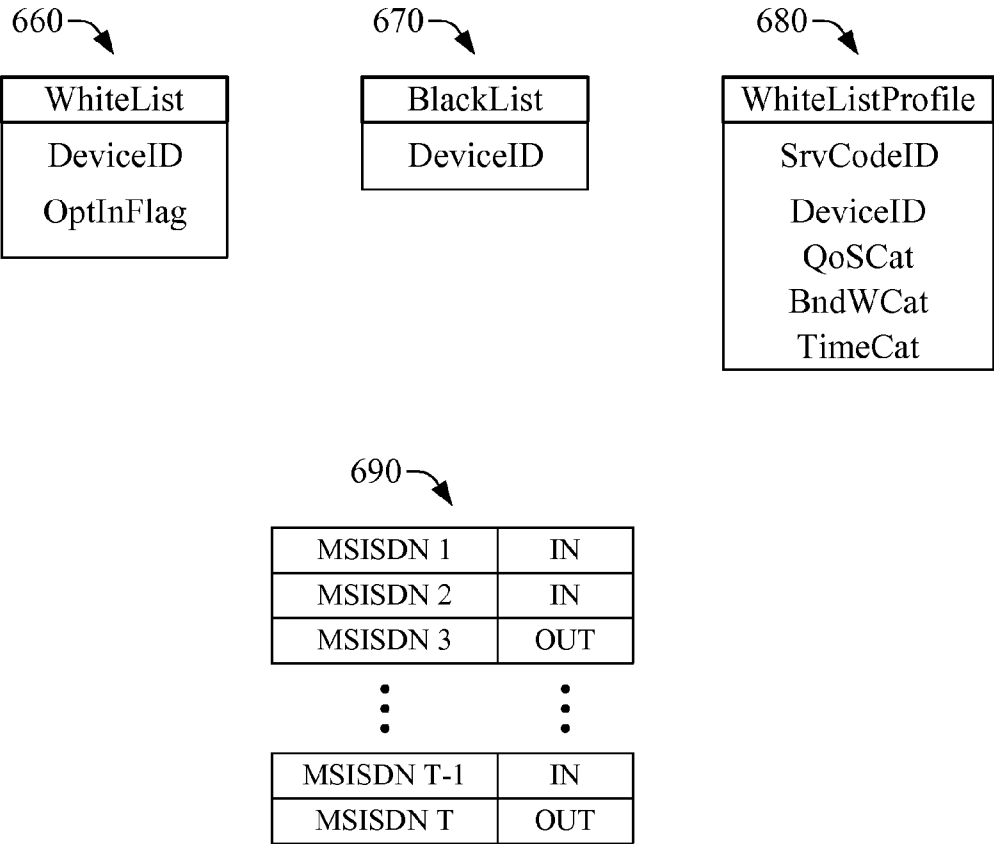 660
670
680
WhiteList
DeviceID
OptInFlag
BlackList
DeviceID
WhiteListProfile
SrvCodeID
DeviceID
QoSCat
BndWCat
TimeCat
690
MSISDN 1 IN
MSISDN 2 IN
MSISDN 3 OUT
MSISDN T-1 IN
MSISDN T OUT